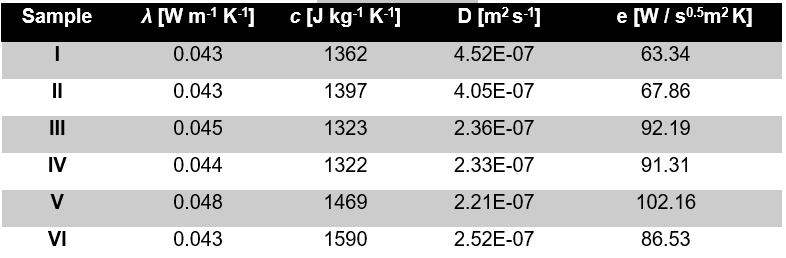 Sample λ [W m-1 K-1] c [J kg-1 K-1] D [m2 s-1] e [W / s0.5m2 K]
I 0.043 1362 4.52E-07 63.34
II 0.043 1397 4.05E-07 67.86
III 0.045 1323 2.36E-07 92.19
IV 0.044 1322 2.33E-07 91.31
V 0.048 1469 2.21E-07 102.16
VI 0.043 1590 2.52E-07 86.53